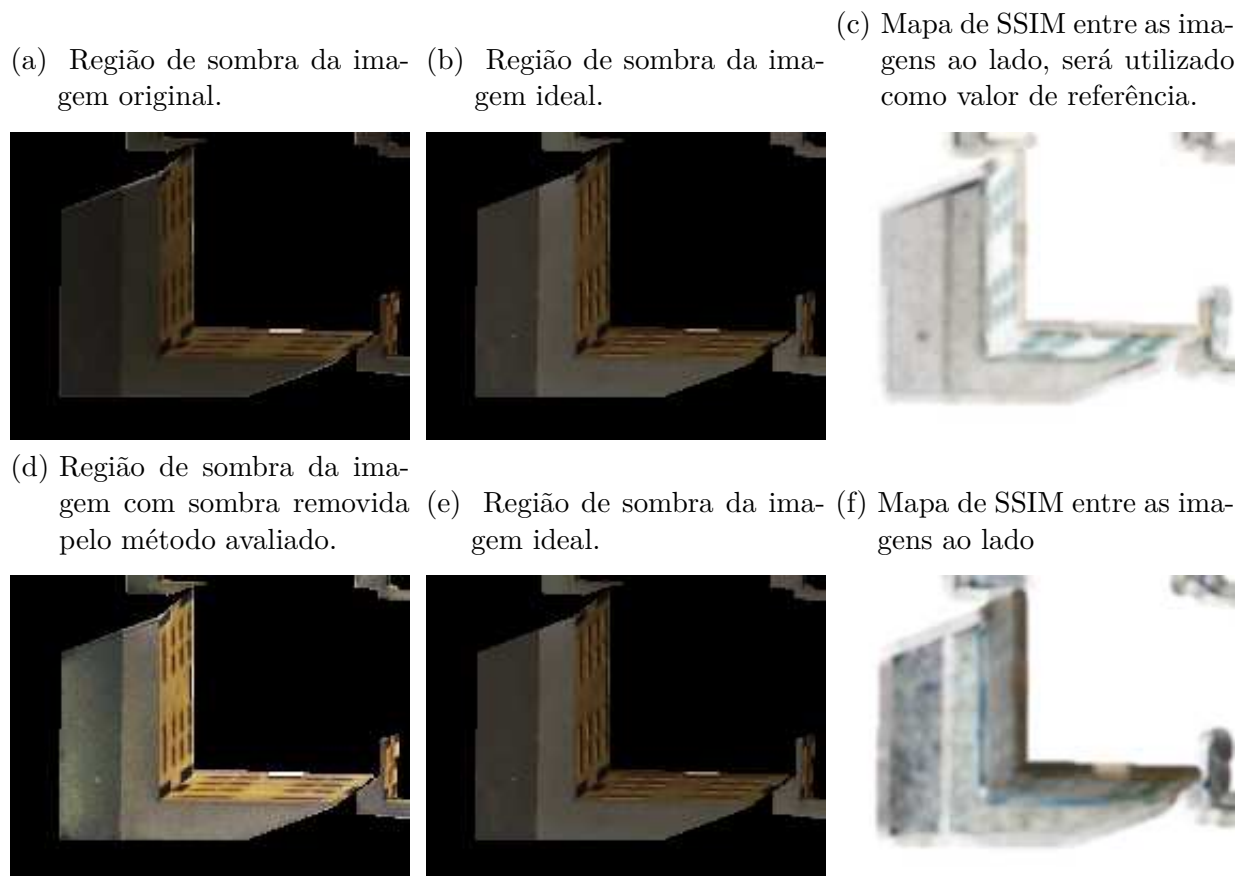 (a) Região de sombra da ima-
gem original.
(b) Região de sombra da ima-
gem ideal.
(c) Mapa de SSIM entre as ima-
gens ao lado, será utilizado
como valor de referência.
(d) Região de sombra da ima-
gem com sombra removida
pelo método avaliado.
(e) Região de sombra da ima-
gem ideal.
(f) Mapa de SSIM entre as ima-
gens ao lado